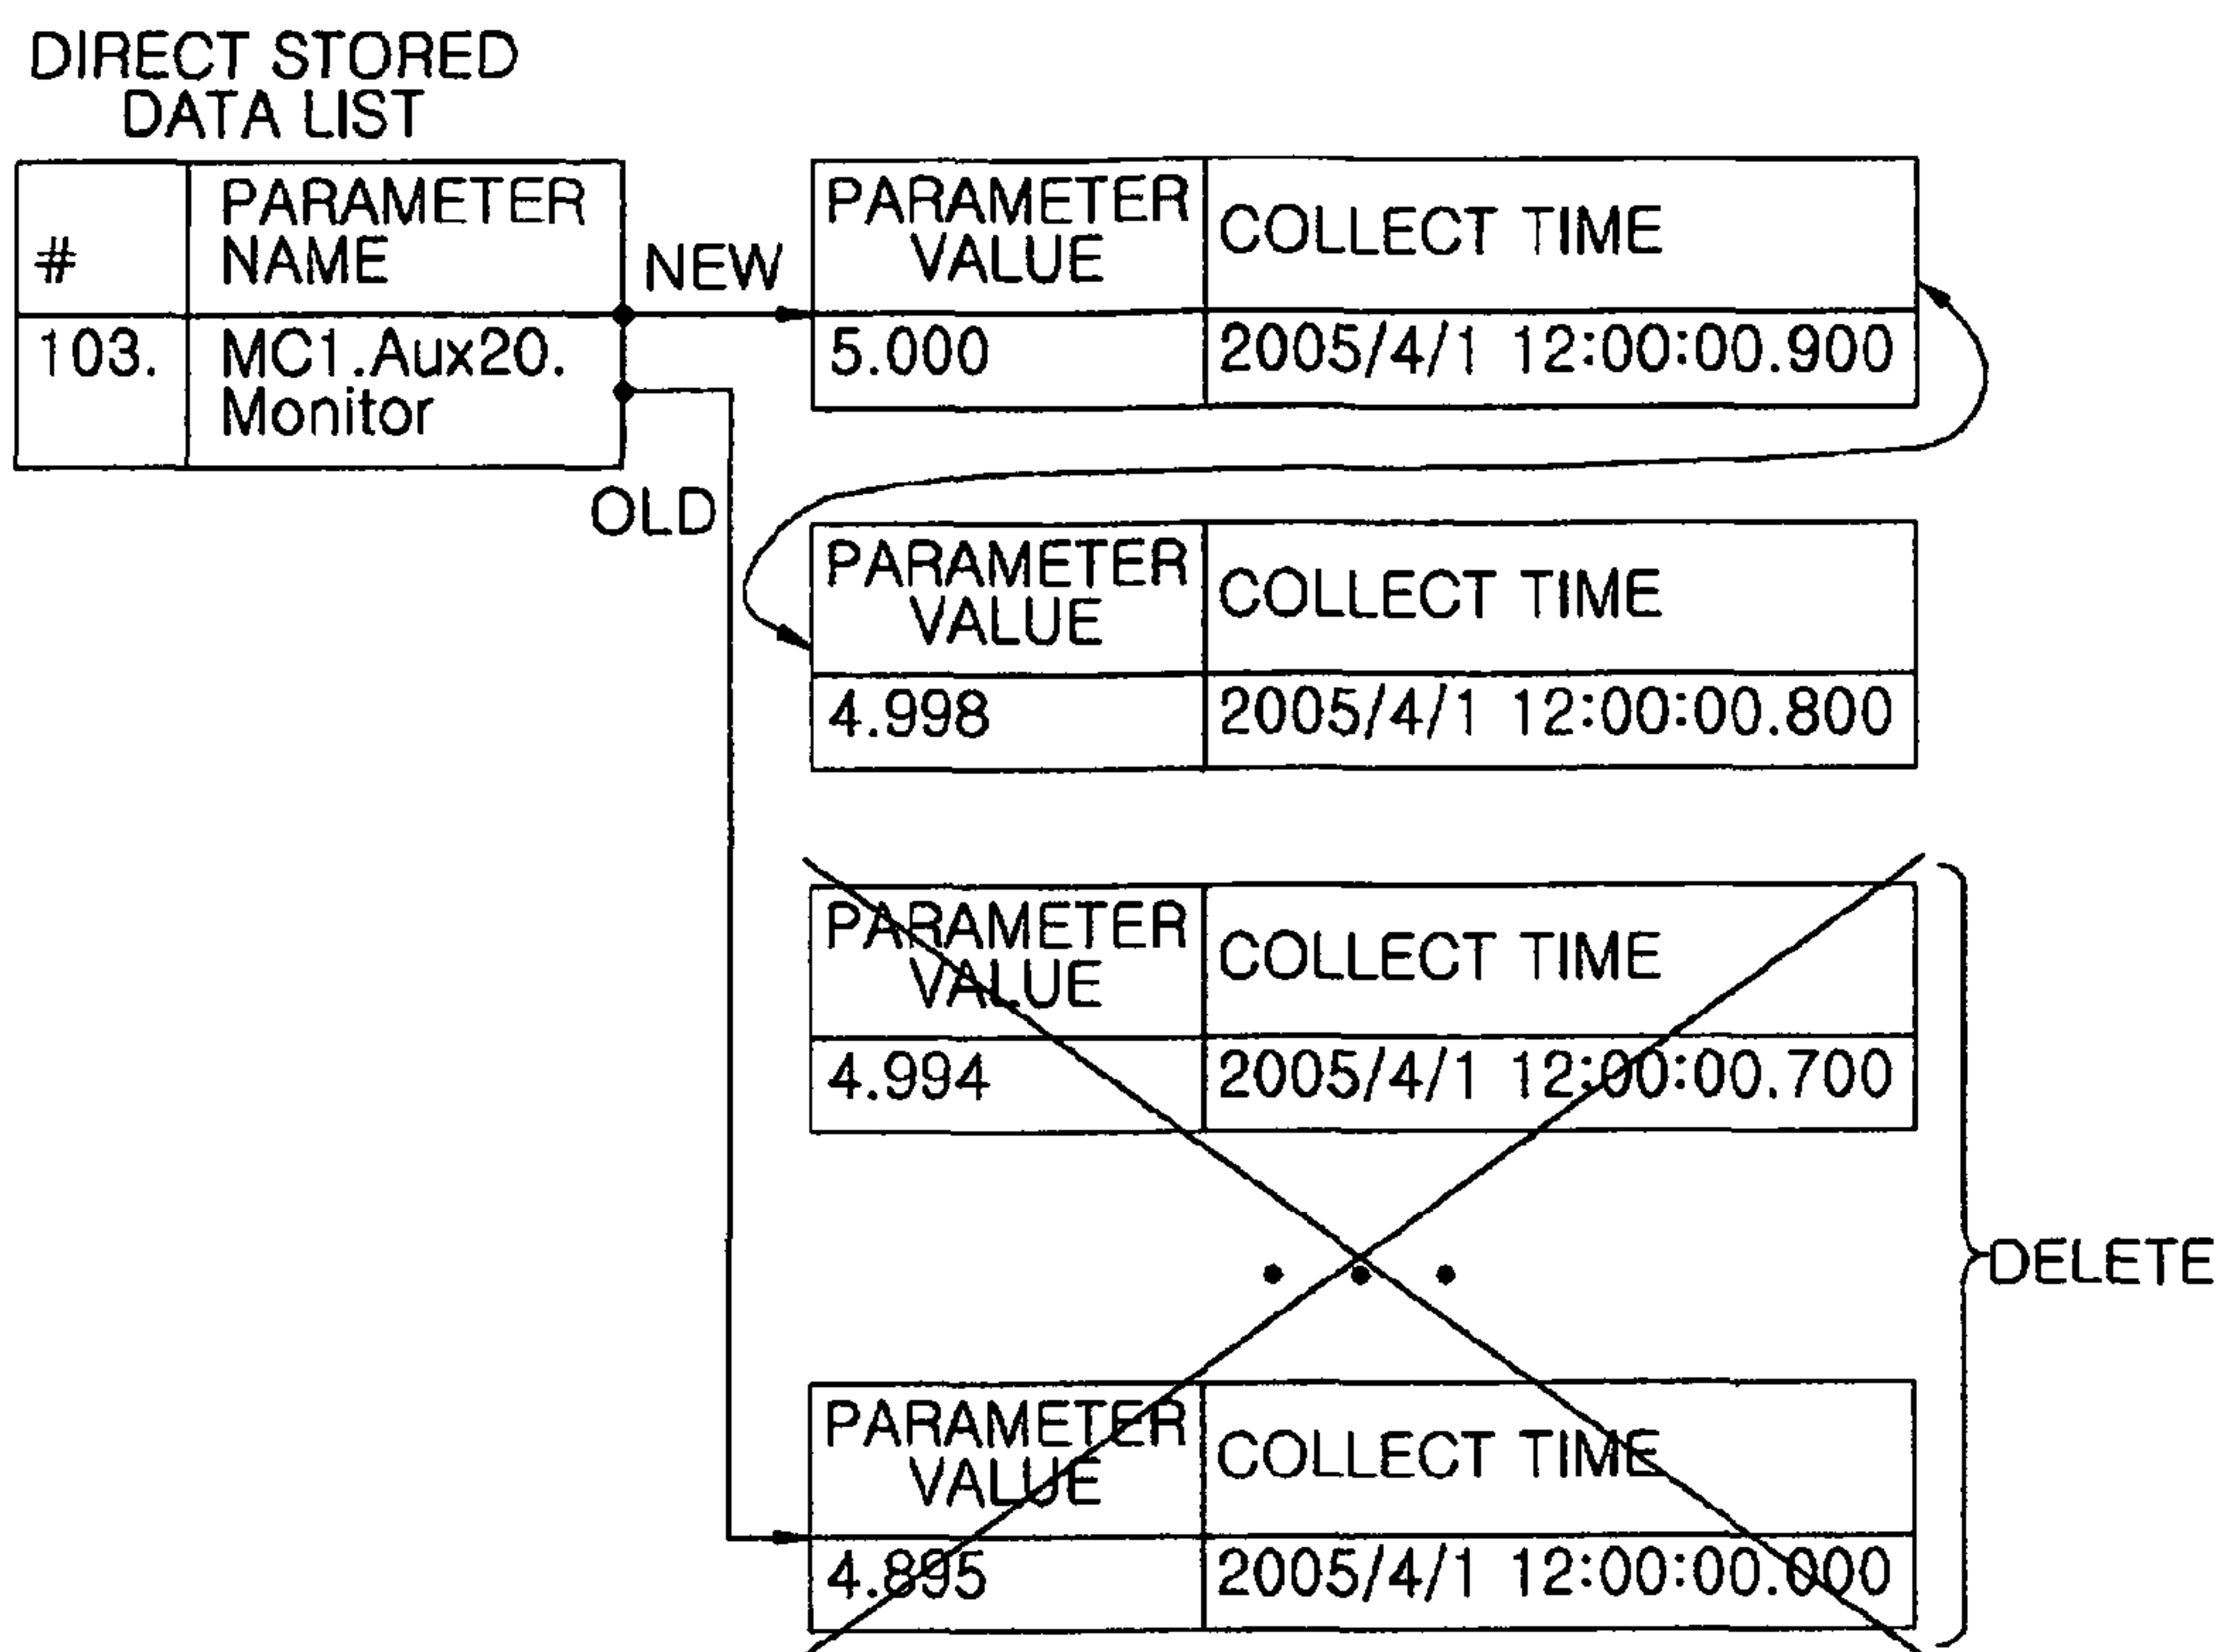 DIRECT STORED
DATA LIST
# PARAMETER NAME
103. MC1.Aux20.
Monitor
NEW
OLD
PARAMETER VALUE COLLECT TIME
5.000 2005/4/1 12:00:00.900
PARAMETER VALUE COLLECT TIME
4.998 2005/4/1 12:00:00.800
PARAMETER VALUE COLLECT TIME
4.994 2005/4/1 12:00:00.700
DELETE
PARAMETER VALUE COLLECT TIME
4.895 2005/4/1 12:00:00.000